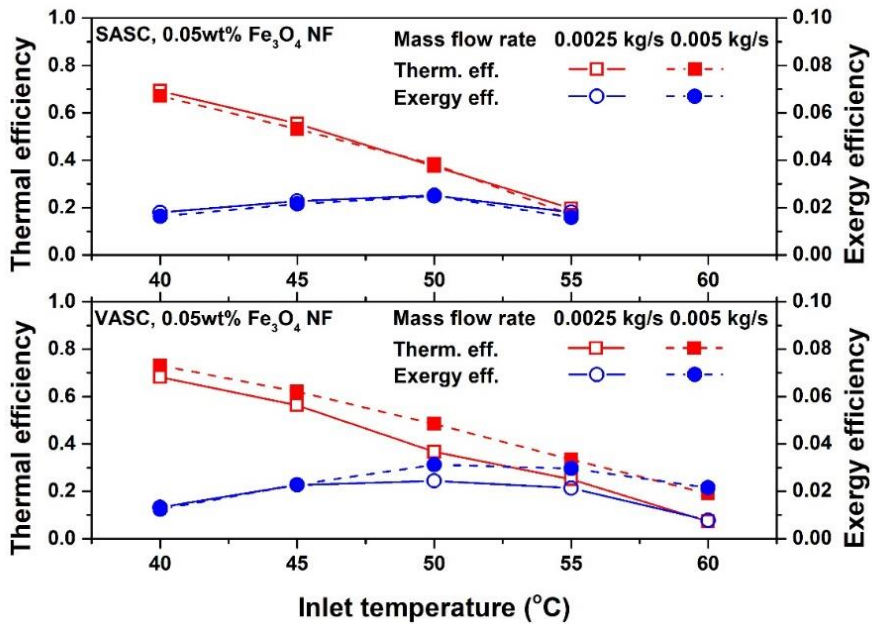 SASC, 0.05wt% Fe₃O₄ NF
Mass flow rate 0.0025 kg/s 0.005 kg/s
Therm. eff.
Exergy eff.
Thermal efficiency
1.0
0.8
0.6
0.4
0.2
0.0
Exergy efficiency
0.10
0.08
0.06
0.04
0.02
0.00
40 45 50 55 60
VASC, 0.05wt% Fe₃O₄ NF
Mass flow rate 0.0025 kg/s 0.005 kg/s
Therm. eff.
Exergy eff.
Thermal efficiency
1.0
0.8
0.6
0.4
0.2
0.0
Exergy efficiency
0.10
0.08
0.06
0.04
0.02
0.00
40 45 50 55 60
Inlet temperature (°C)